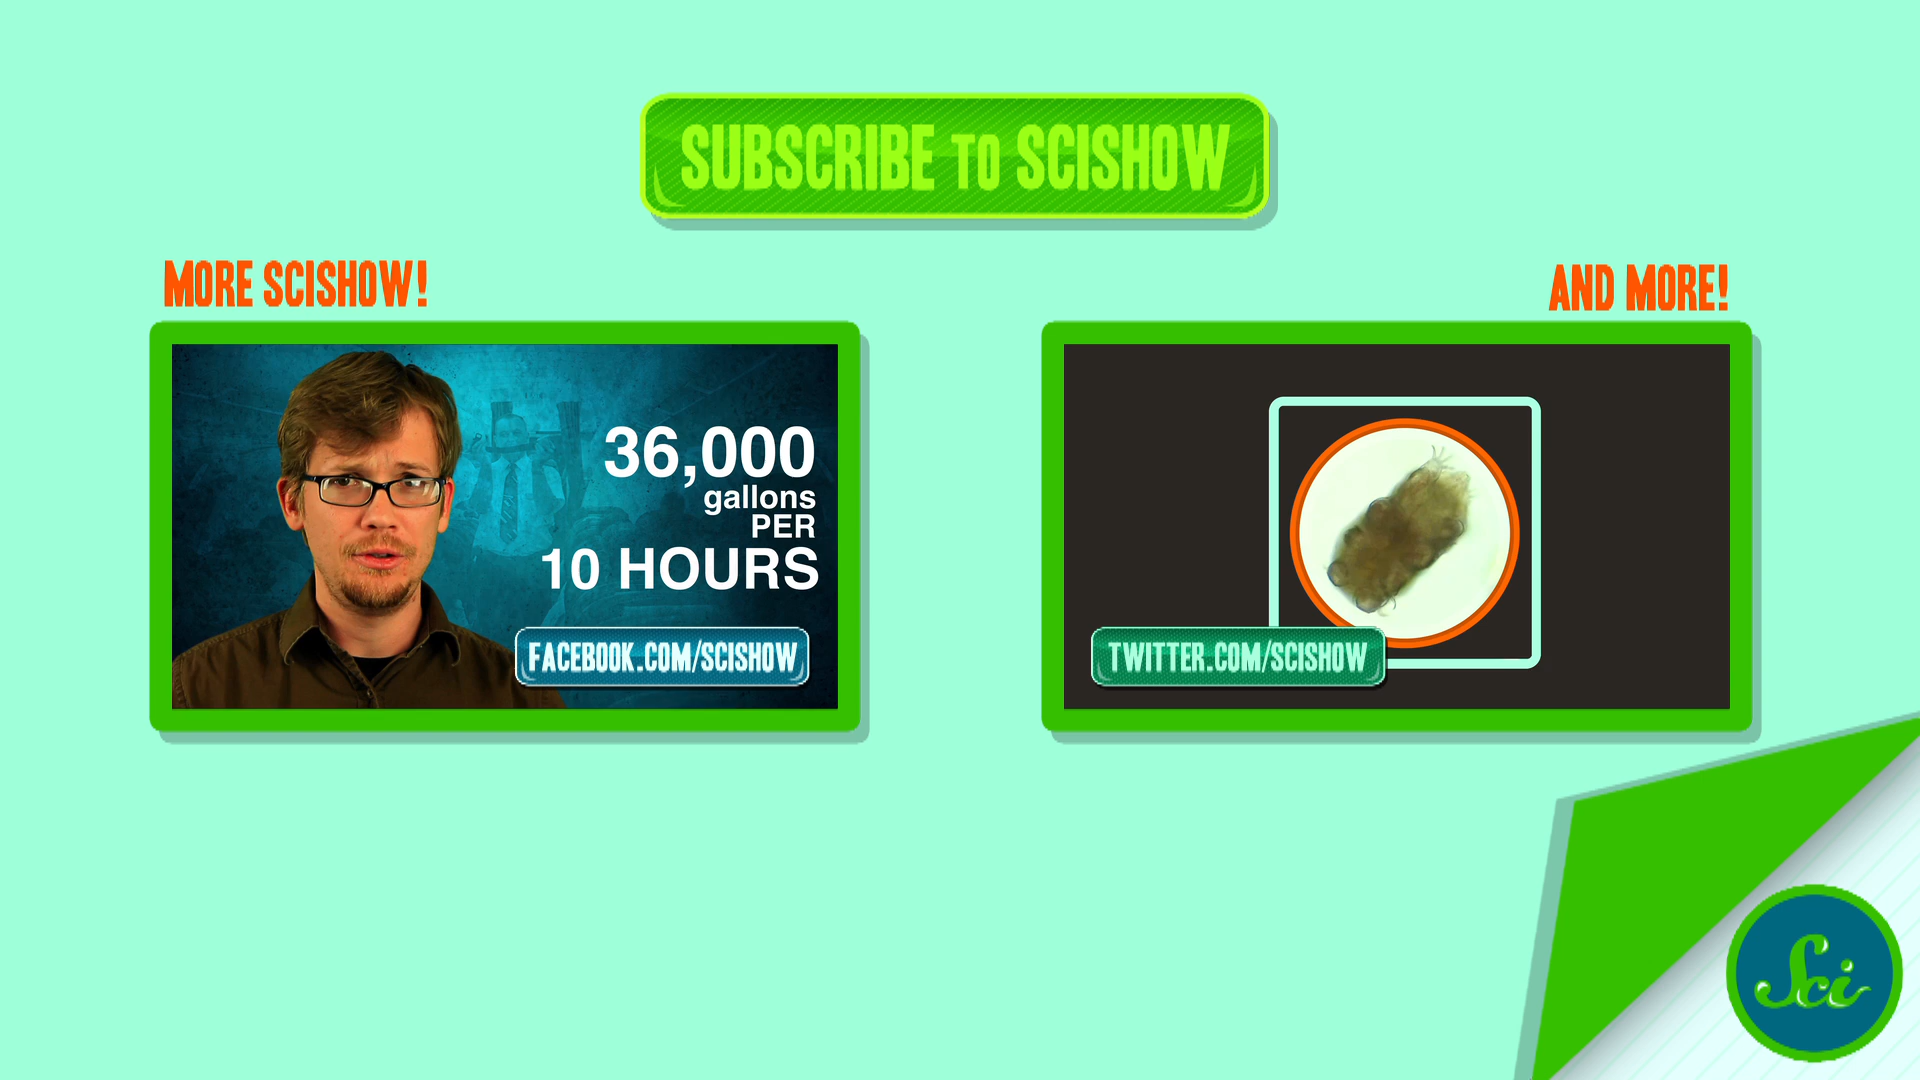 SUBSCRIBE TO SCISHOW
MORE SCISHOW!
AND MORE!
36,000
gallons
PER
10 HOURS
FACEBOOK.COM/SCISHOW
TWITTER.COM/SCISHOW
Sci